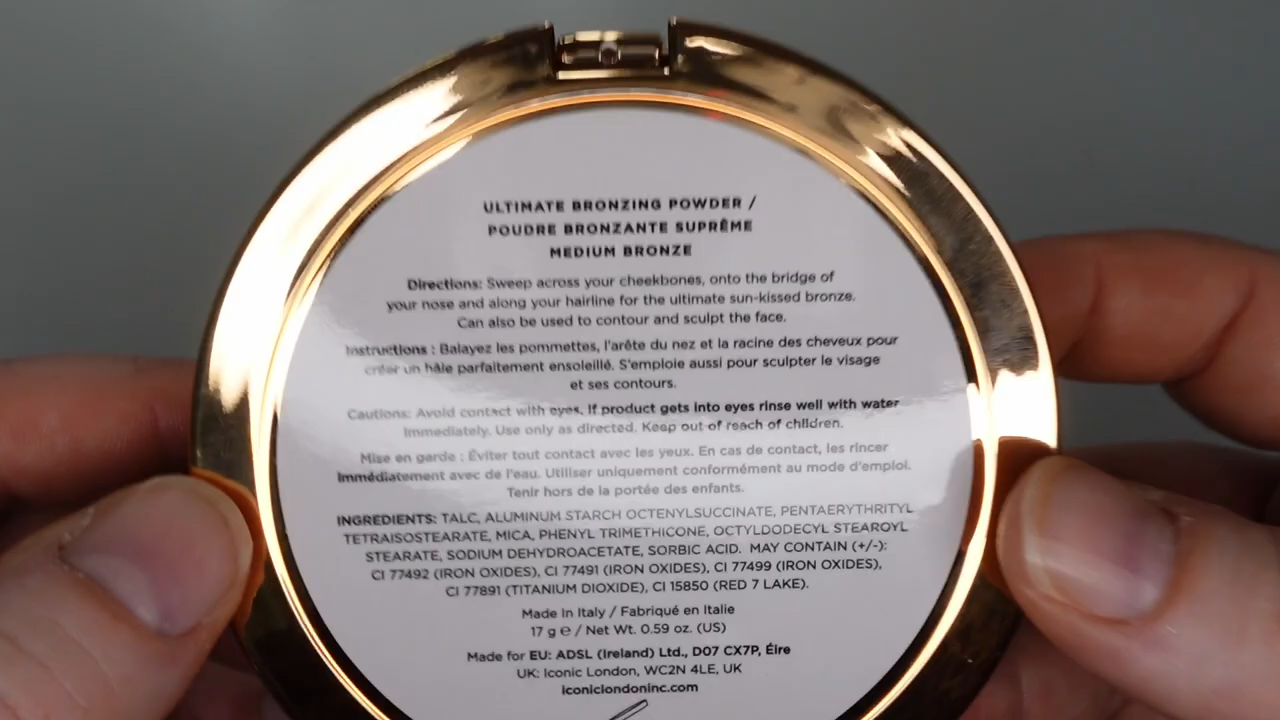 ULTIMATE BRONZING POWDER /
POUDRE BRONZANTE SUPRÊME
MEDIUM BRONZE
Directions: Sweep across your cheekbones, onto the bridge of
your nose and along your hairline for the ultimate sun-kissed bronze.
Can also be used to contour and sculpt the face.
Instructions : Balayez les pommettes, l'arête du nez et la racine des cheveux pour
créer un hâle parfaitement ensoleillé. S'emploie aussi pour sculpter le visage
et ses contours.
Cautions: Avoid contact with eyes. If product gets into eyes rinse well with water
immediately. Use only as directed. Keep out of reach of children.
Mise en garde : Éviter tout contact avec les yeux. En cas de contact, les rincer
immédiatement avec de l'eau. Utiliser uniquement conformément au mode d'emploi.
Tenir hors de la portée des enfants.
INGREDIENTS: TALC, ALUMINUM STARCH OCTENYLSUCCINATE, PENTAERYTHRITYL
TETRAISOSTEARATE, MICA, PHENYL TRIMETHICONE, OCTYLDODECYL STEAROYL
STEARATE, SODIUM DEHYDROACETATE, SORBIC ACID. MAY CONTAIN (+/-):
CI 77492 (IRON OXIDES), CI 77491 (IRON OXIDES), CI 77499 (IRON OXIDES),
CI 77891 (TITANIUM DIOXIDE), CI 15850 (RED 7 LAKE).
Made in Italy / Fabriqué en Italie
17 g ℮ / Net Wt. 0.59 oz. (US)
Made for EU: ADSL (Ireland) Ltd., D07 CX7P, Éire
UK: Iconic London, WC2N 4LE, UK
iconiclondoninc.com